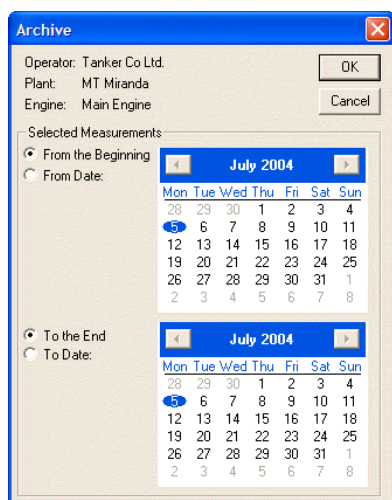 Archive
Operator: Tanker Co Ltd.
OK
Plant: MT Miranda
Engine: Main Engine
Cancel
Selected Measurements
From the Beginning
From Date:
July 2004
Mon Tue Wed Thu Fri Sat Sun
28 29 30 1 2 3 4
5 6 7 8 9 10 11
12 13 14 15 16 17 18
19 20 21 22 23 24 25
26 27 28 29 30 31 1
2 3 4 5 6 7 8
To the End
To Date:
July 2004
Mon Tue Wed Thu Fri Sat Sun
28 29 30 1 2 3 4
5 6 7 8 9 10 11
12 13 14 15 16 17 18
19 20 21 22 23 24 25
26 27 28 29 30 31 1
2 3 4 5 6 7 8